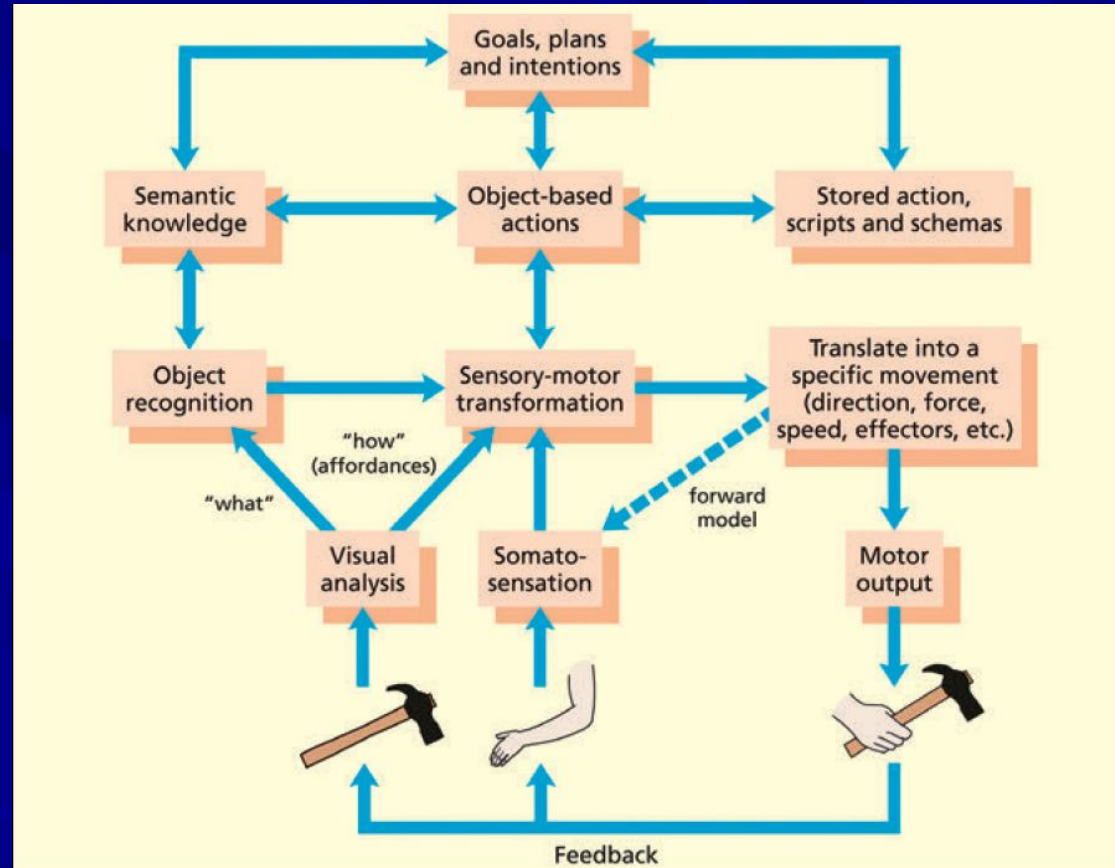 Goals, plans
and intentions
Semantic
knowledge
Object-based
actions
Stored action,
scripts and schemas
Object
recognition
Sensory-motor
transformation
Translate into a
specific movement
(direction, force,
speed, effectors, etc.)
"how"
(affordances)
"what"
forward
model
Visual
analysis
Somato-
sensation
Motor
output
Feedback